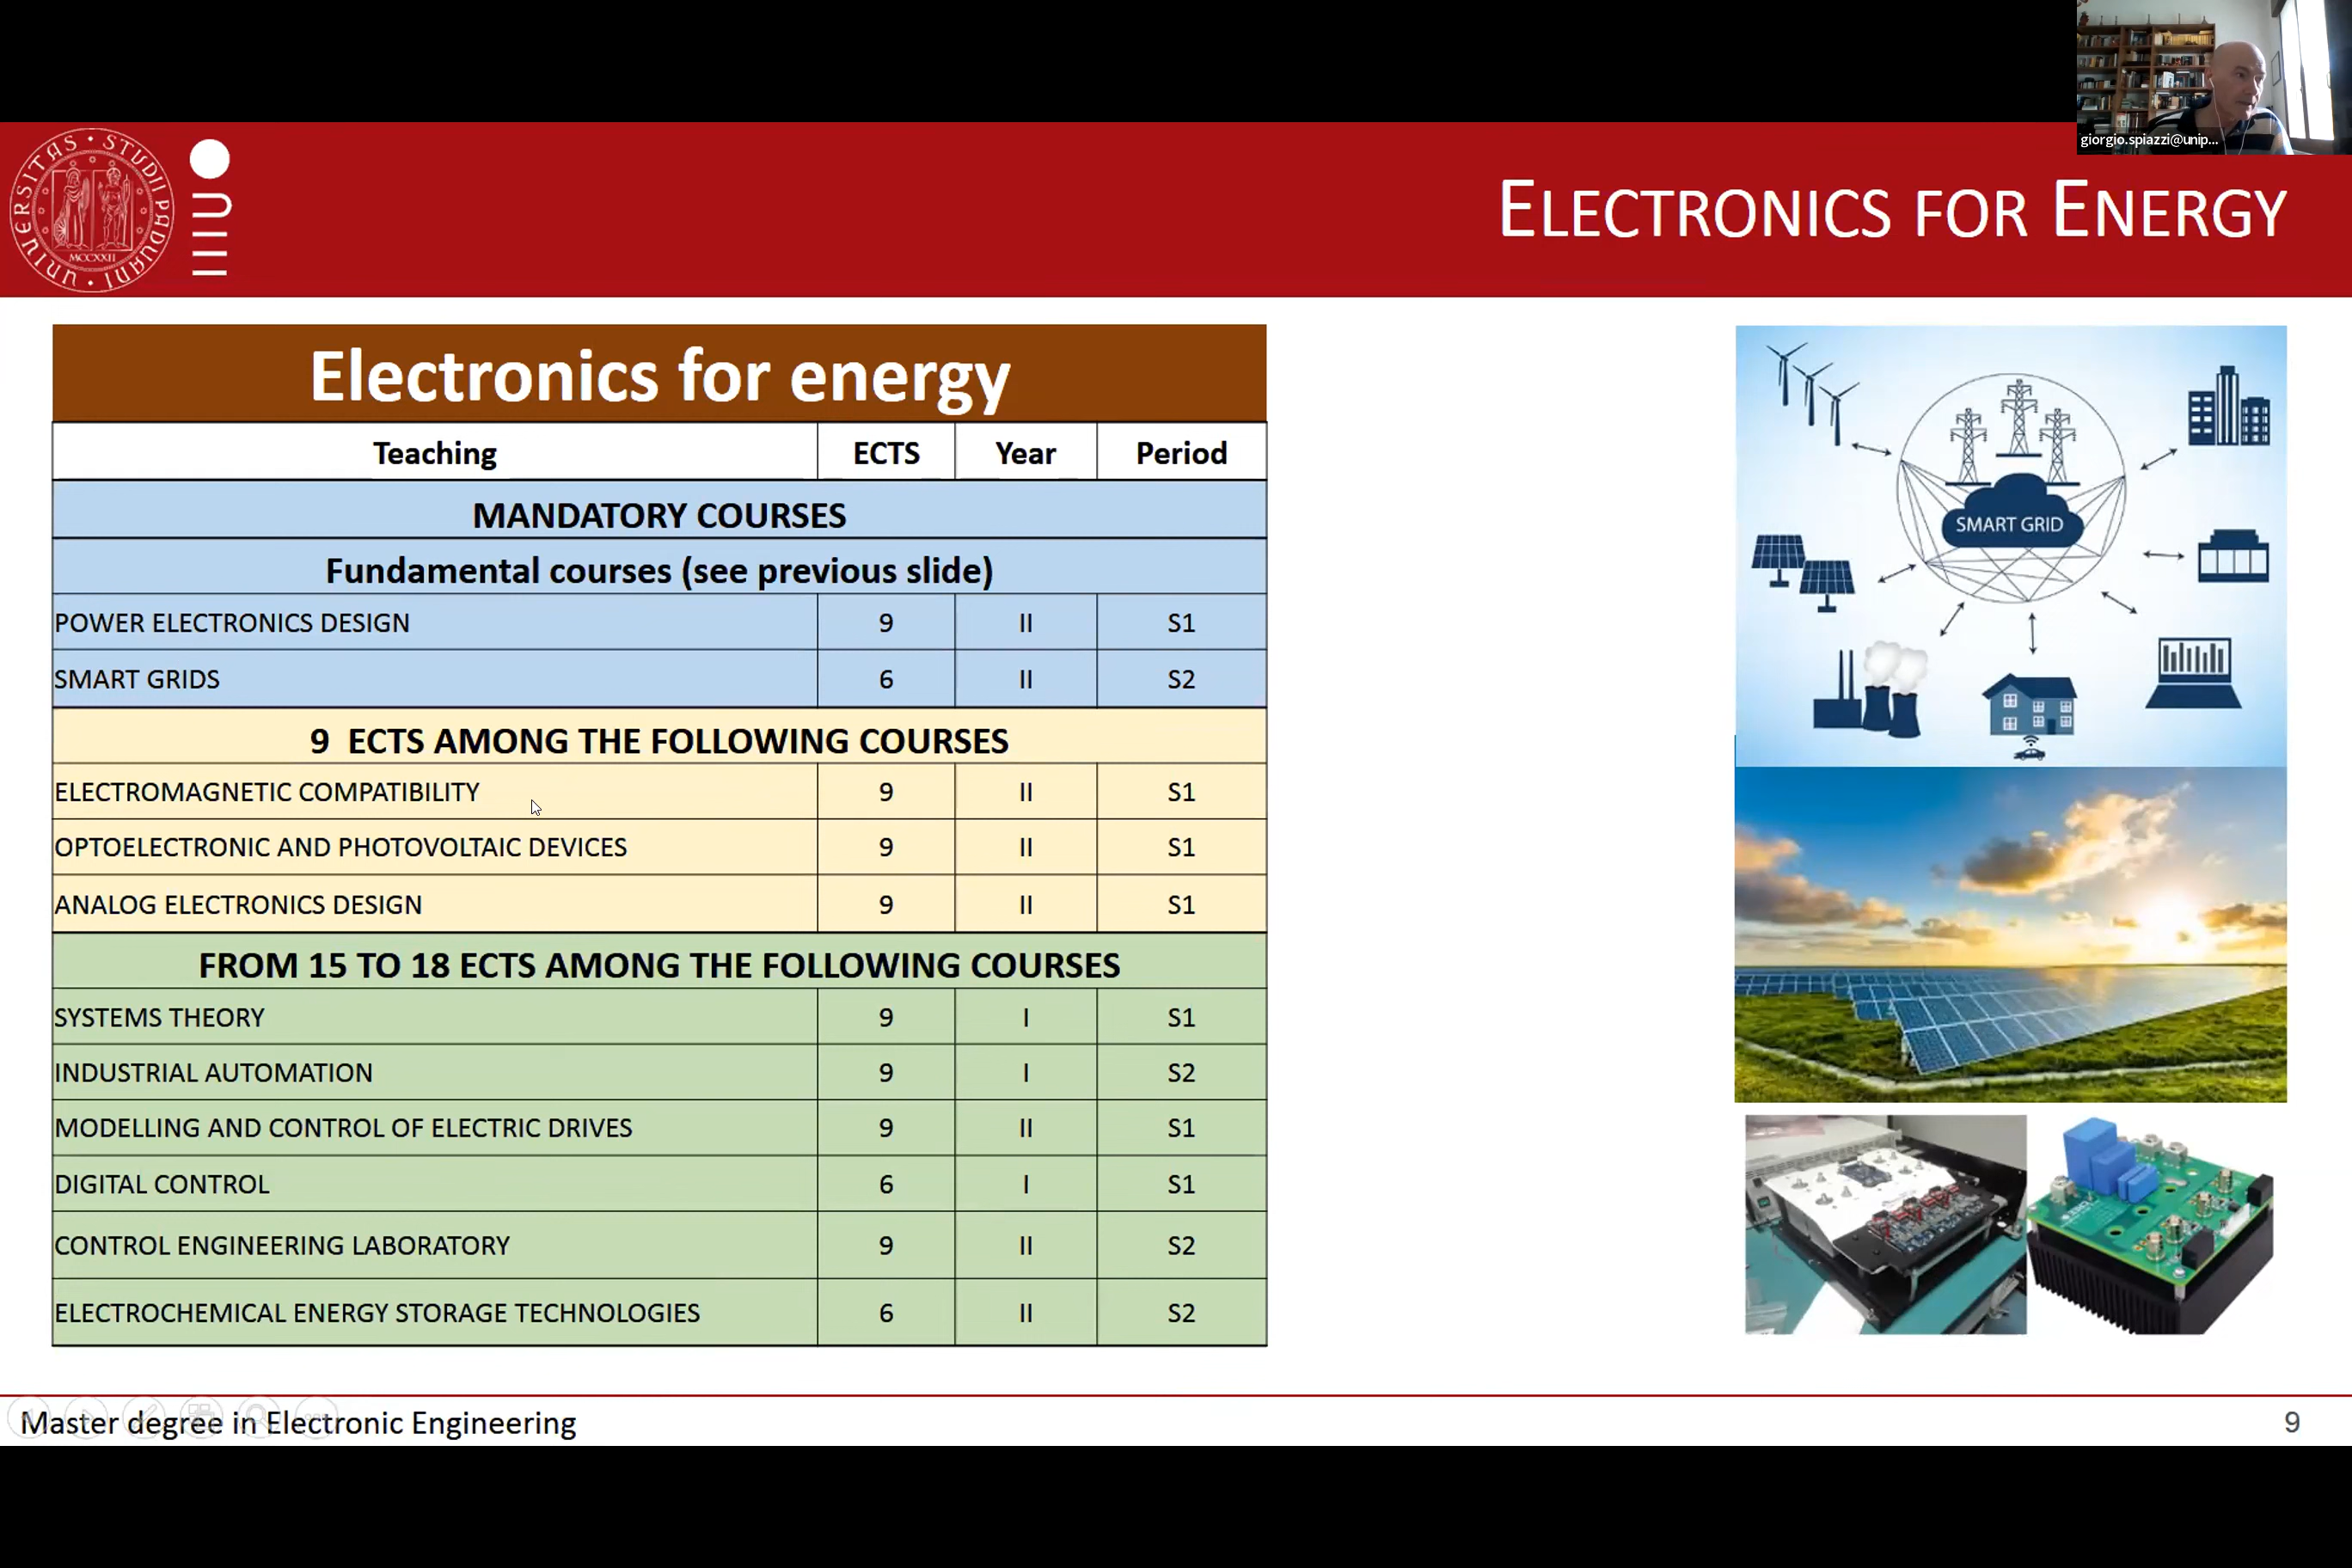 giorgio.spiazzi@unip...
UNIVERSITAS STUDII PADUANI
MCCXXII
ELECTRONICS FOR ENERGY
Electronics for energy
Teaching ECTS Year Period
MANDATORY COURSES
Fundamental courses (see previous slide)
POWER ELECTRONICS DESIGN 9 II S1
SMART GRIDS 6 II S2
9 ECTS AMONG THE FOLLOWING COURSES
ELECTROMAGNETIC COMPATIBILITY 9 II S1
OPTOELECTRONIC AND PHOTOVOLTAIC DEVICES 9 II S1
ANALOG ELECTRONICS DESIGN 9 II S1
FROM 15 TO 18 ECTS AMONG THE FOLLOWING COURSES
SYSTEMS THEORY 9 I S1
INDUSTRIAL AUTOMATION 9 I S2
MODELLING AND CONTROL OF ELECTRIC DRIVES 9 II S1
DIGITAL CONTROL 6 I S1
CONTROL ENGINEERING LABORATORY 9 II S2
ELECTROCHEMICAL ENERGY STORAGE TECHNOLOGIES 6 II S2
SMART GRID
Master degree in Electronic Engineering
9